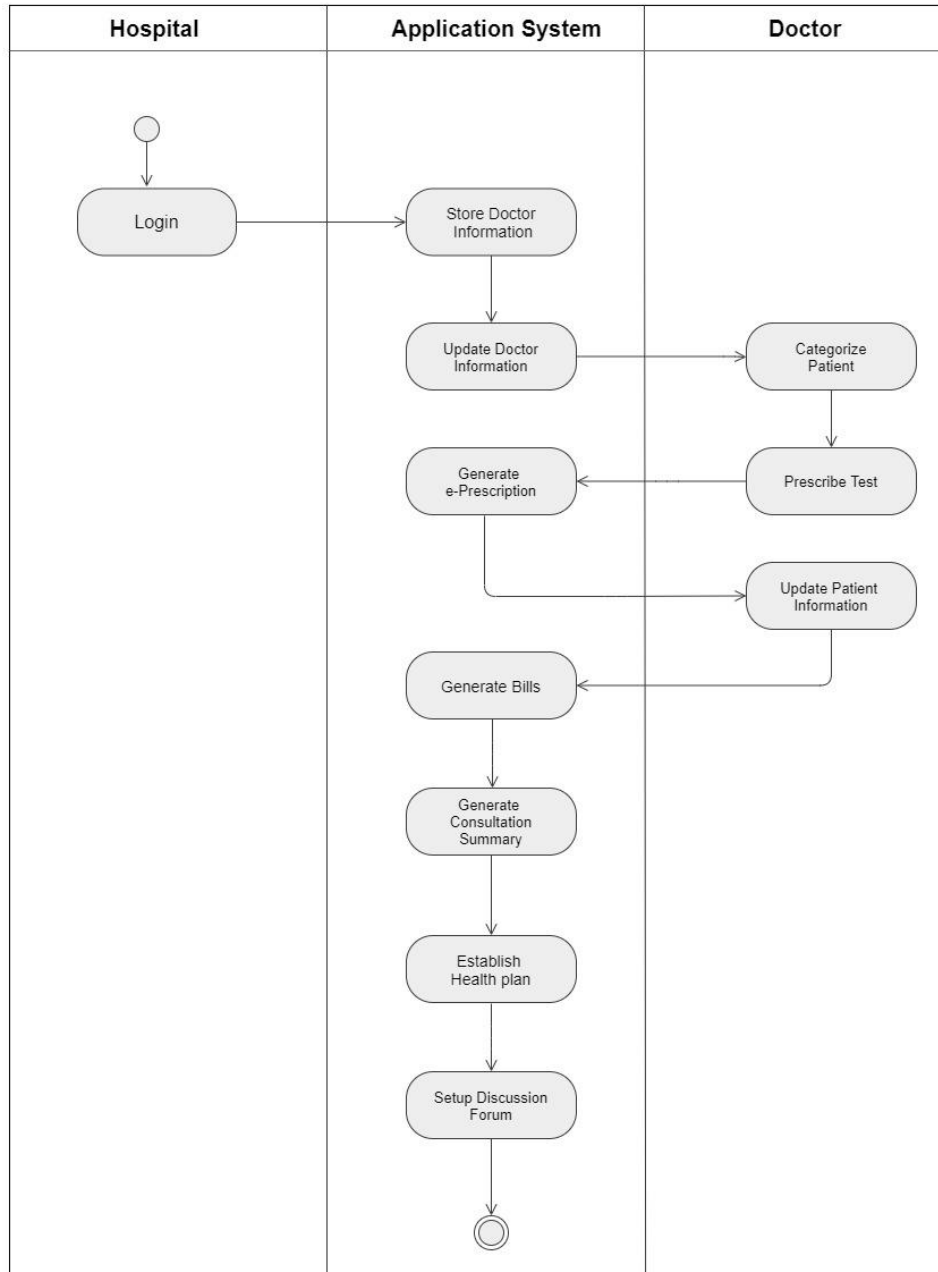 Hospital
Application System
Doctor
Login
Store Doctor
Information
Update Doctor
Information
Categorize
Patient
Generate
e-Prescription
Prescribe Test
Update Patient
Information
Generate Bills
Generate
Consultation
Summary
Establish
Health plan
Setup Discussion
Forum